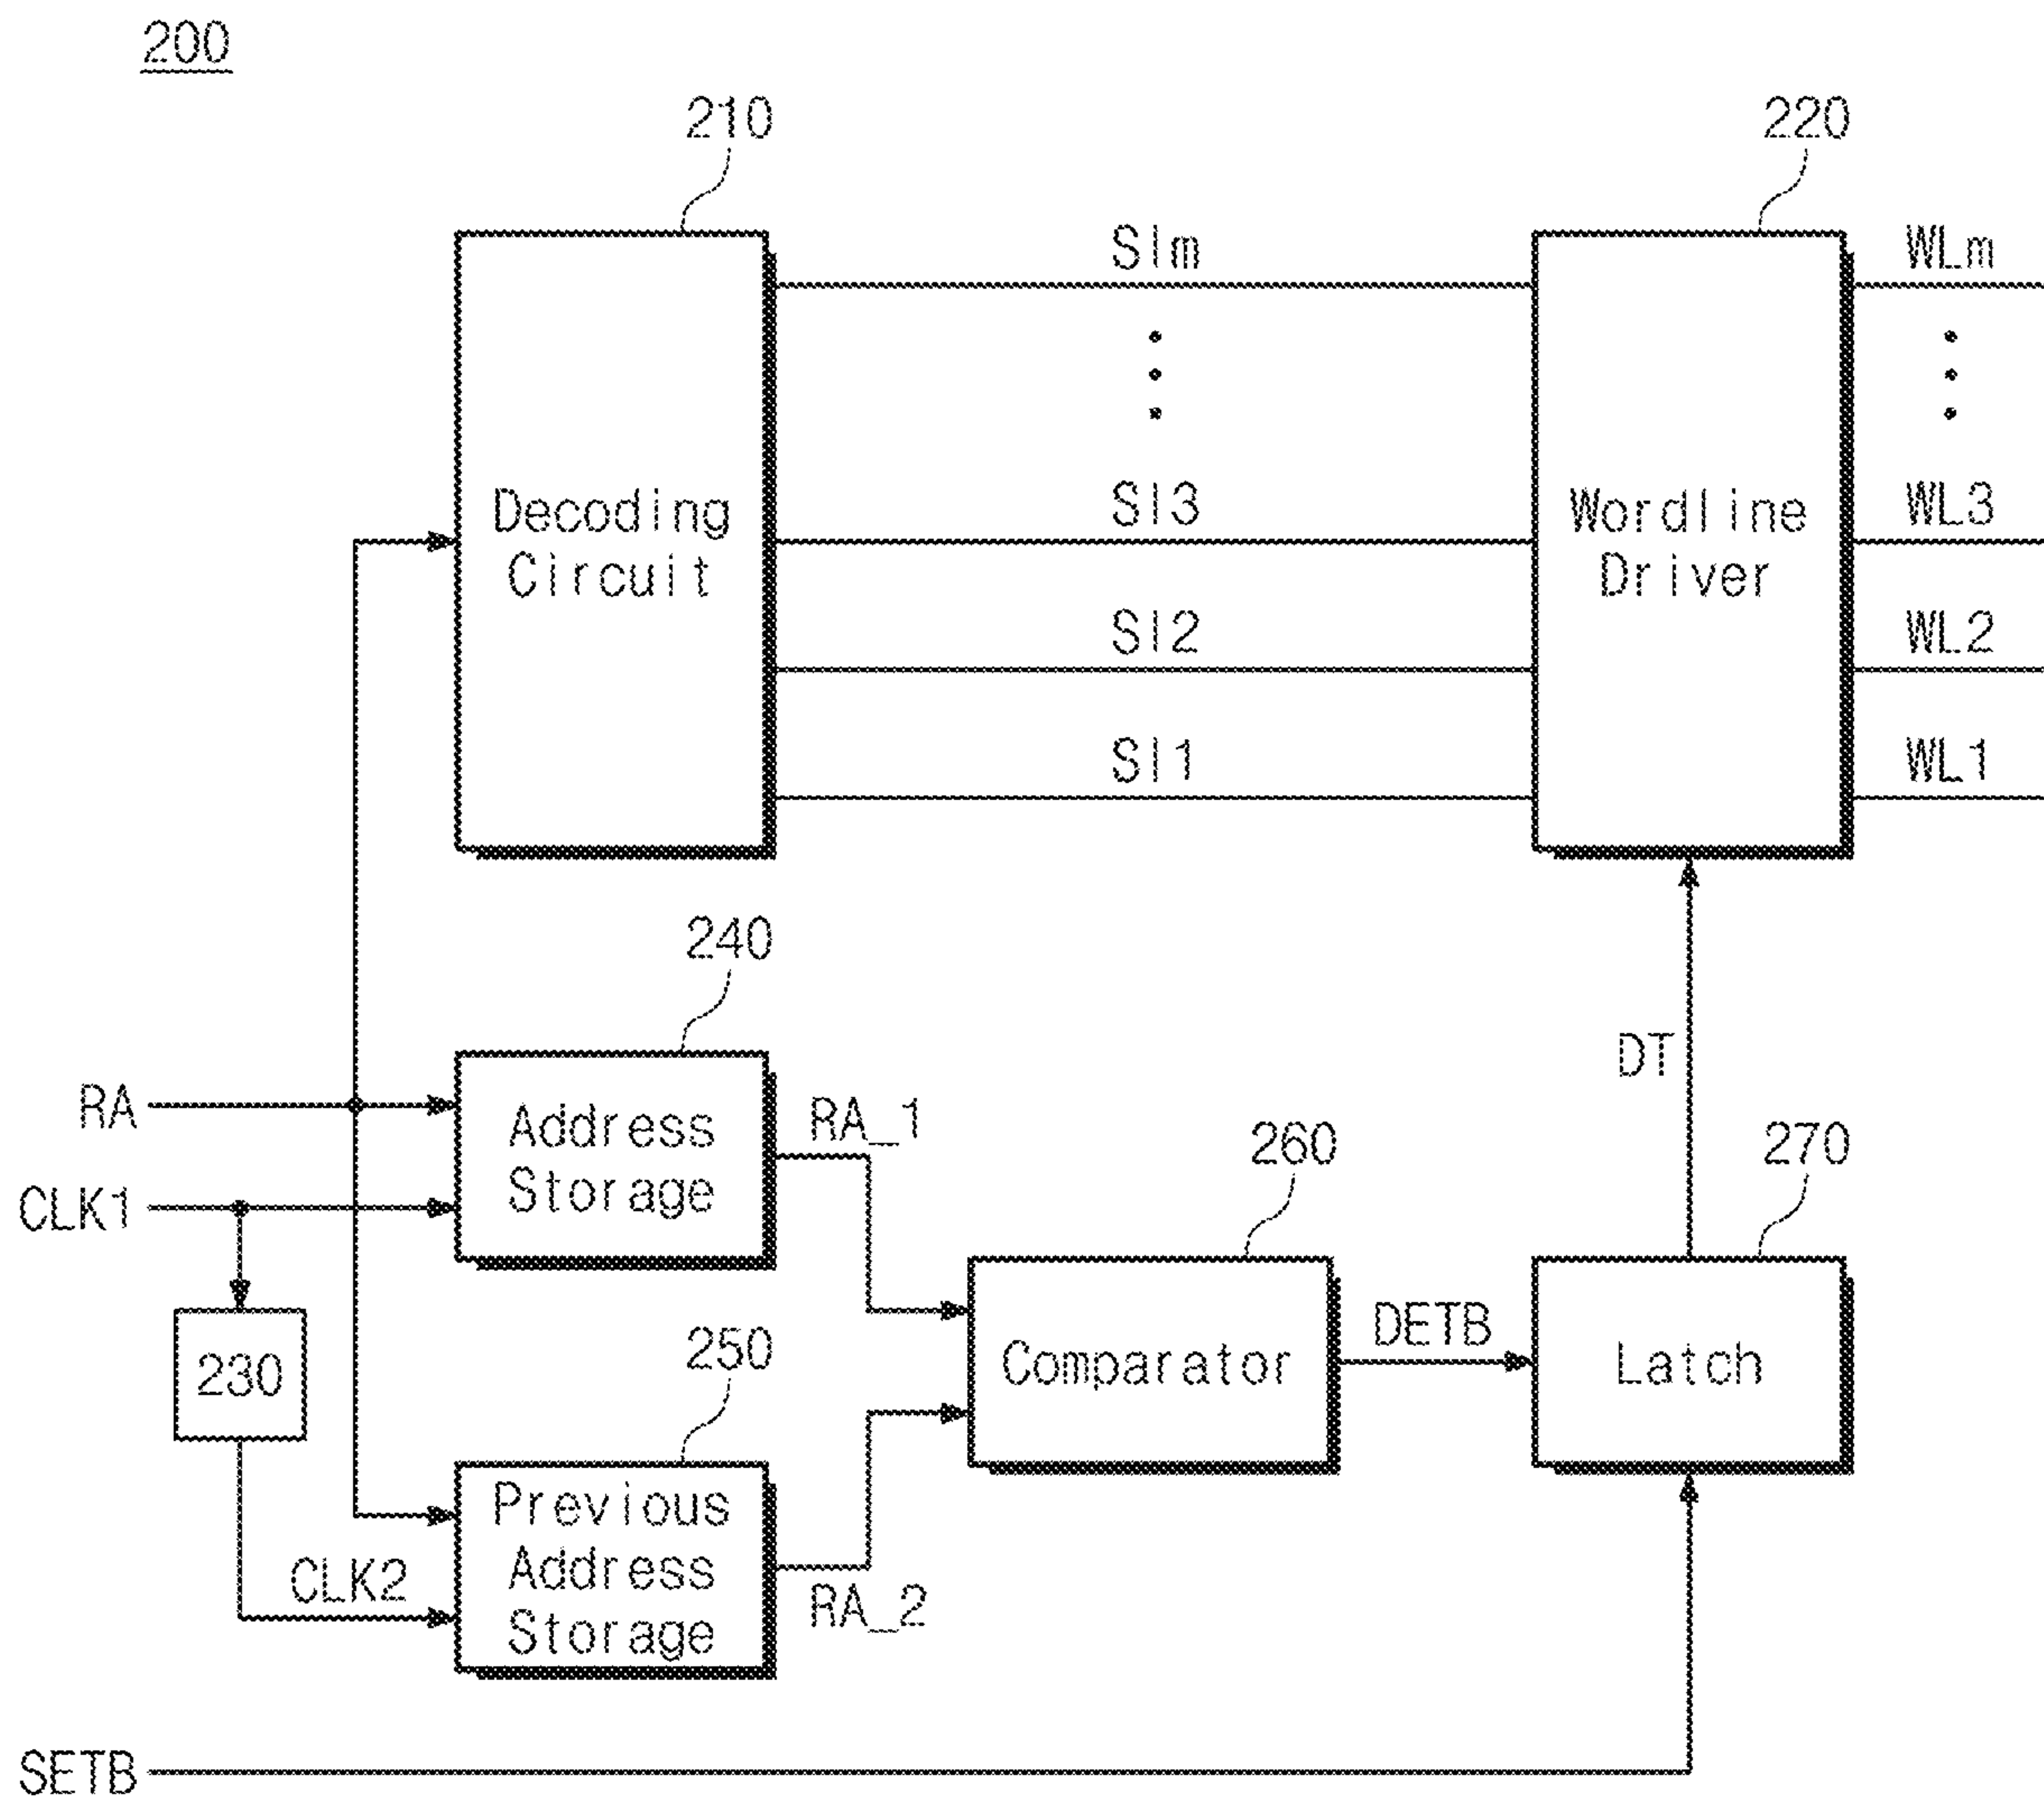 200
210
220
SIm
WLm
Decoding
Circuit
SI3
Wordline
Driver
WL3
SI2
WL2
SI1
WL1
240
DT
RA
Address
Storage
RA_1
260
270
CLK1
230
250
Comparator
DETB
Latch
Previous
Address
Storage
CLK2
RA_2
SETB